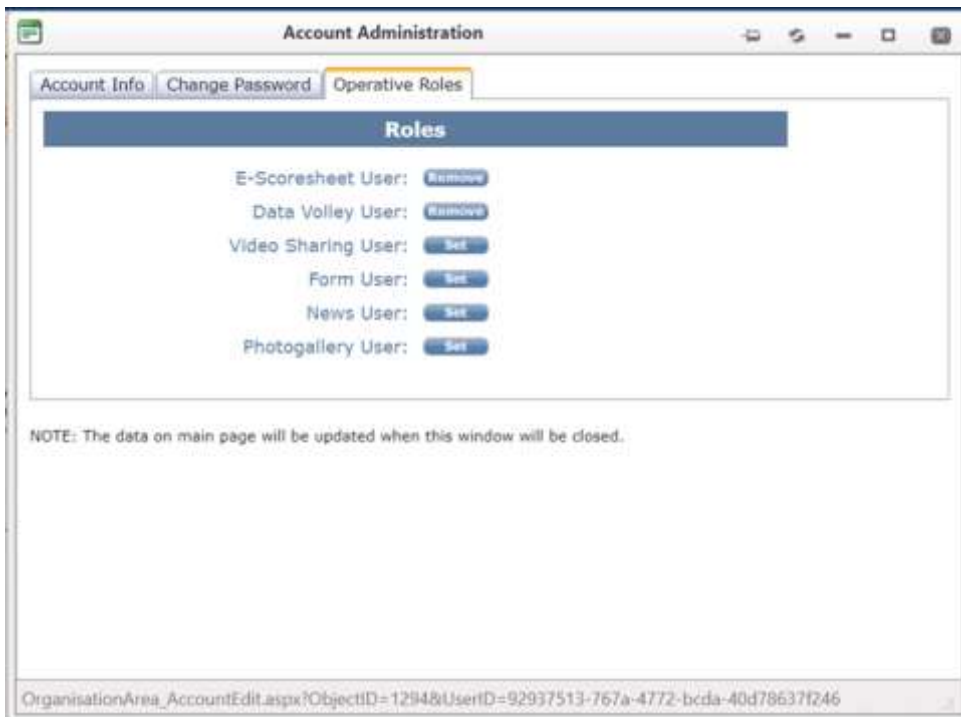 Account Administration
Account Info Change Password Operative Roles
Roles
E-Scoresheet User: Remove
Data Volley User: Remove
Video Sharing User: Set
Form User: Set
News User: Set
Photogallery User: Set
NOTE: The data on main page will be updated when this window will be closed.
OrganisationArea_AccountEdit.aspx?ObjectID=1294&UserID=92937513-767a-4772-bcda-40d78637f246